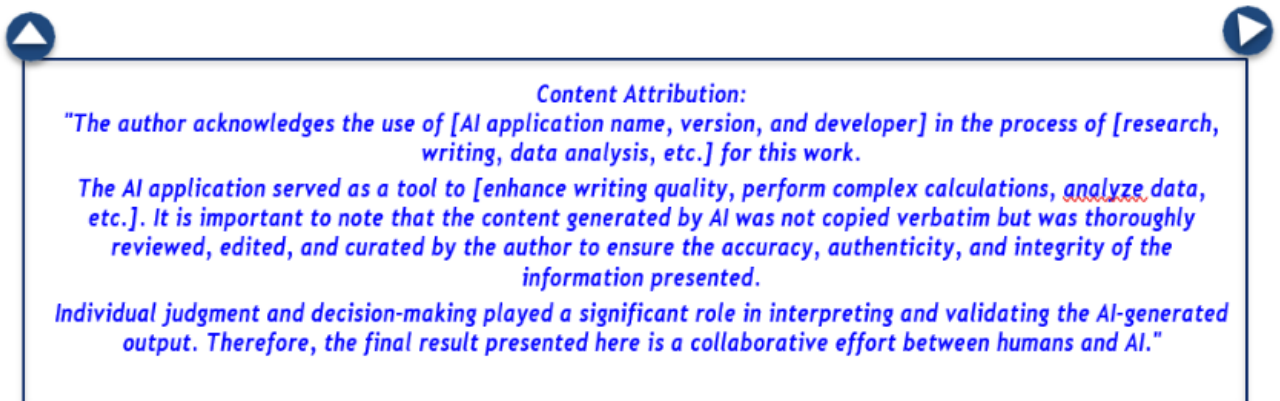 Content Attribution:
"The author acknowledges the use of [AI application name, version, and developer] in the process of [research,
writing, data analysis, etc.] for this work.
The AI application served as a tool to [enhance writing quality, perform complex calculations, analyze data,
etc.]. It is important to note that the content generated by AI was not copied verbatim but was thoroughly
reviewed, edited, and curated by the author to ensure the accuracy, authenticity, and integrity of the
information presented.
Individual judgment and decision-making played a significant role in interpreting and validating the AI-generated
output. Therefore, the final result presented here is a collaborative effort between humans and AI."